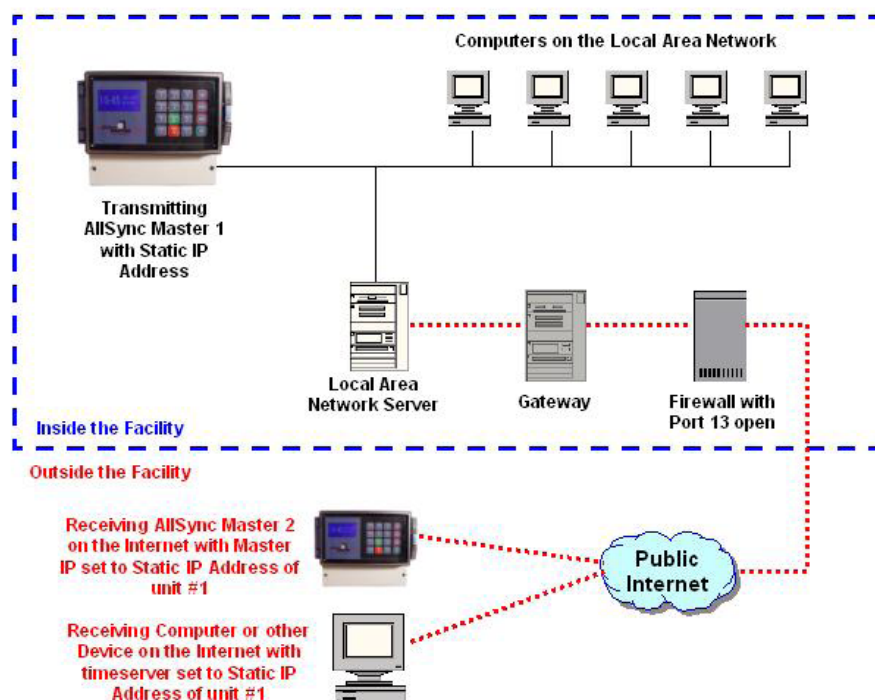 Computers on the Local Area Network
Transmitting
AllSync Master 1
with Static IP
Address
Local Area
Network Server
Gateway
Firewall with
Port 13 open
Inside the Facility
Outside the Facility
Receiving AllSync Master 2
on the Internet with Master
IP set to Static IP Address of
unit #1
Public
Internet
Receiving Computer or other
Device on the Internet with
timeserver set to Static IP
Address of unit #1